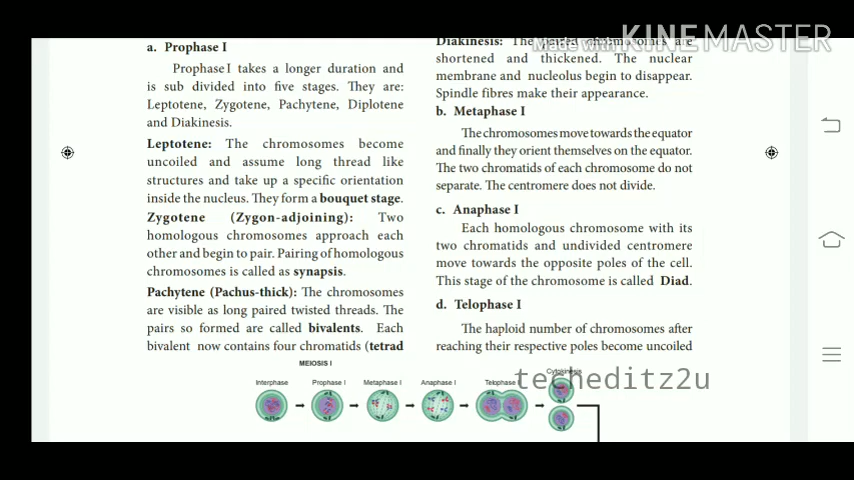 a. Prophase I
Prophase I takes a longer duration and
is sub divided into five stages. They are:
Leptotene, Zygotene, Pachytene, Diplotene
and Diakinesis.
Leptotene: The chromosomes become
uncoiled and assume long thread like
structures and take up a specific orientation
inside the nucleus. They form a bouquet stage.
Zygotene (Zygon-adjoining): Two
homologous chromosomes approach each
other and begin to pair. Pairing of homologous
chromosomes is called as synapsis.
Pachytene (Pachus-thick): The chromosomes
are visible as long paired twisted threads. The
pairs so formed are called bivalents. Each
bivalent now contains four chromatids (tetrad
Diakinesis: The paired chromosomes are
shortened and thickened. The nuclear
membrane and nucleolus begin to disappear.
Spindle fibres make their appearance.
b. Metaphase I
The chromosomes move towards the equator
and finally they orient themselves on the equator.
The two chromatids of each chromosome do not
separate. The centromere does not divide.
c. Anaphase I
Each homologous chromosome with its
two chromatids and undivided centromere
move towards the opposite poles of the cell.
This stage of the chromosome is called Diad.
d. Telophase I
The haploid number of chromosomes after
reaching their respective poles become uncoiled
MEIOSIS I
Interphase Prophase I Metaphase I Anaphase I Telophase I Cytokinesis
Made with KINEMASTER
techeditz2u